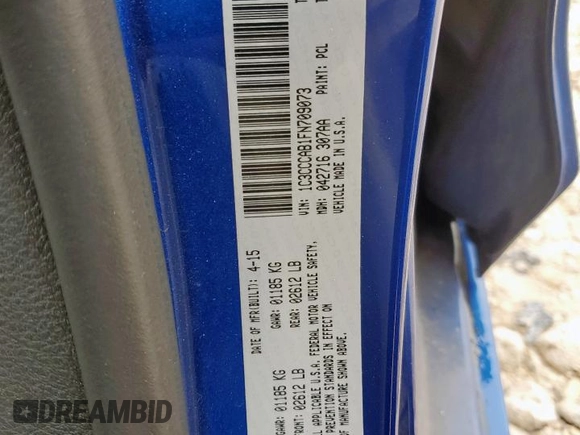 DATE OF MFR(BUILT): 4-15
GAWR: 01185 KG GAWR: 01185 KG
FRONT: 02612 LB REAR: 02612 LB
ALL APPLICABLE U.S.A. FEDERAL MOTOR VEHICLE SAFETY,
PREVENTION STANDARDS IN EFFECT ON
OF MANUFACTURE SHOWN ABOVE.
VIN: 1C3CCCAB1FN709073
MDH: 042716 307AA PAINT: PCL
VEHICLE MADE IN U.S.A.
DREAMBID